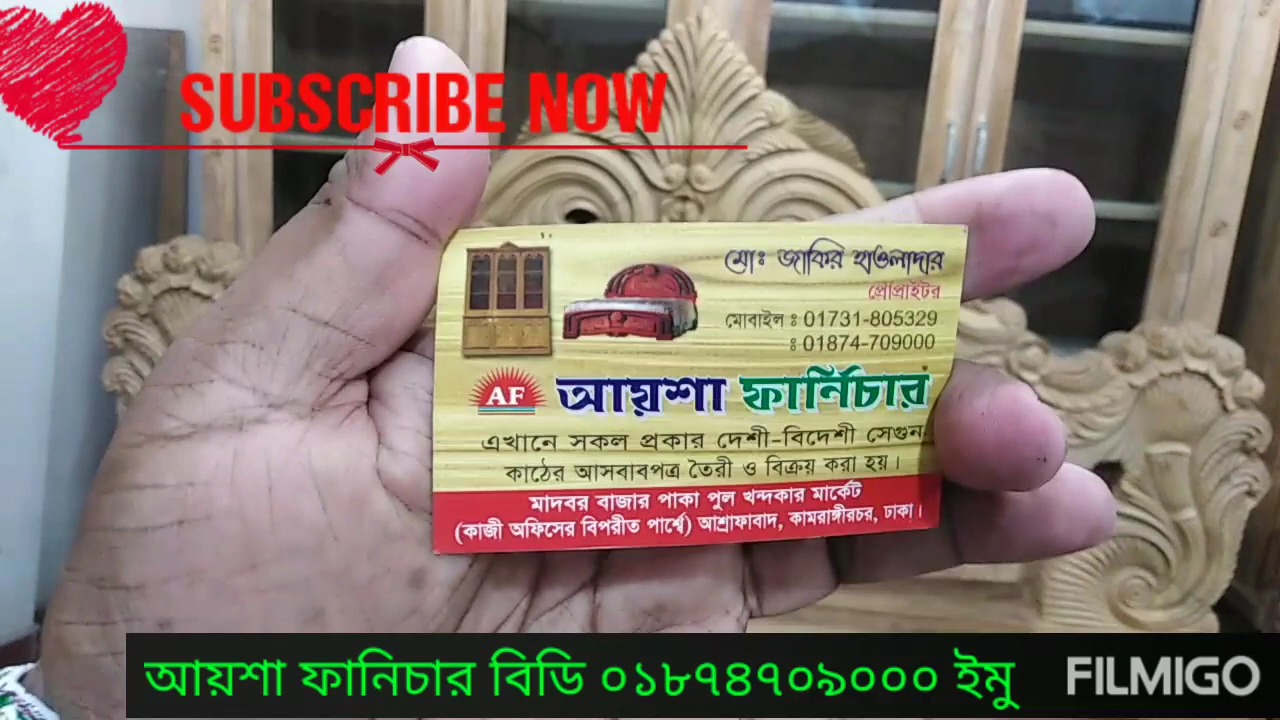 SUBSCRIBE NOW
মোঃ জাকির হাওলাদার
প্রোপ্রাইটর
মোবাইল : 01731-805329
: 01874-709000
AF আয়শা ফার্নিচার
এখানে সকল প্রকার দেশী-বিদেশী সেগুন
কাঠের আসবাবপত্র তৈরী ও বিক্রয় করা হয়।
মাদবর বাজার পাকা পুল খন্দকার মার্কেট
(কাজী অফিসের বিপরীত পার্শ্বে) আশ্রাফাবাদ, কামরাঙ্গীরচর, ঢাকা।
আয়শা ফানিচার বিডি ০১৮৭৪৭০৯০০০ ইমু
FILMIGO